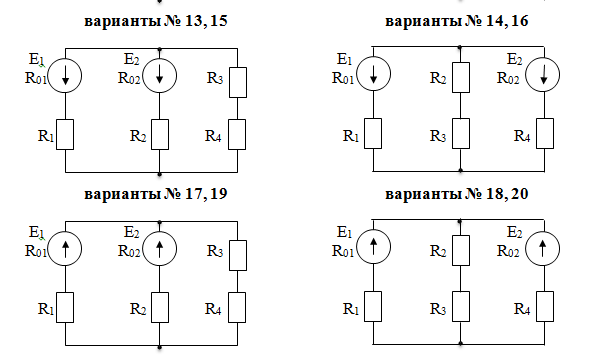 варианты № 13, 15
E1 E2
R01 R02 R3
R1 R2 R4
варианты № 14, 16
E1 E2
R01 R2 R02
R1 R3 R4
варианты № 17, 19
E1 E2
R01 R02 R3
R1 R2 R4
варианты № 18, 20
E1 E2
R01 R2 R02
R1 R3 R4